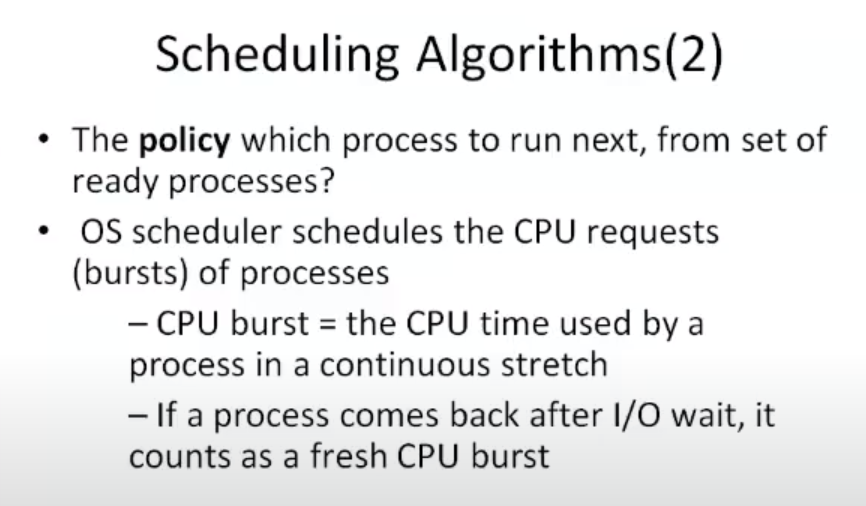 Scheduling Algorithms(2)
• The policy which process to run next, from set of
ready processes?
• OS scheduler schedules the CPU requests
(bursts) of processes
– CPU burst = the CPU time used by a
process in a continuous stretch
– If a process comes back after I/O wait, it
counts as a fresh CPU burst